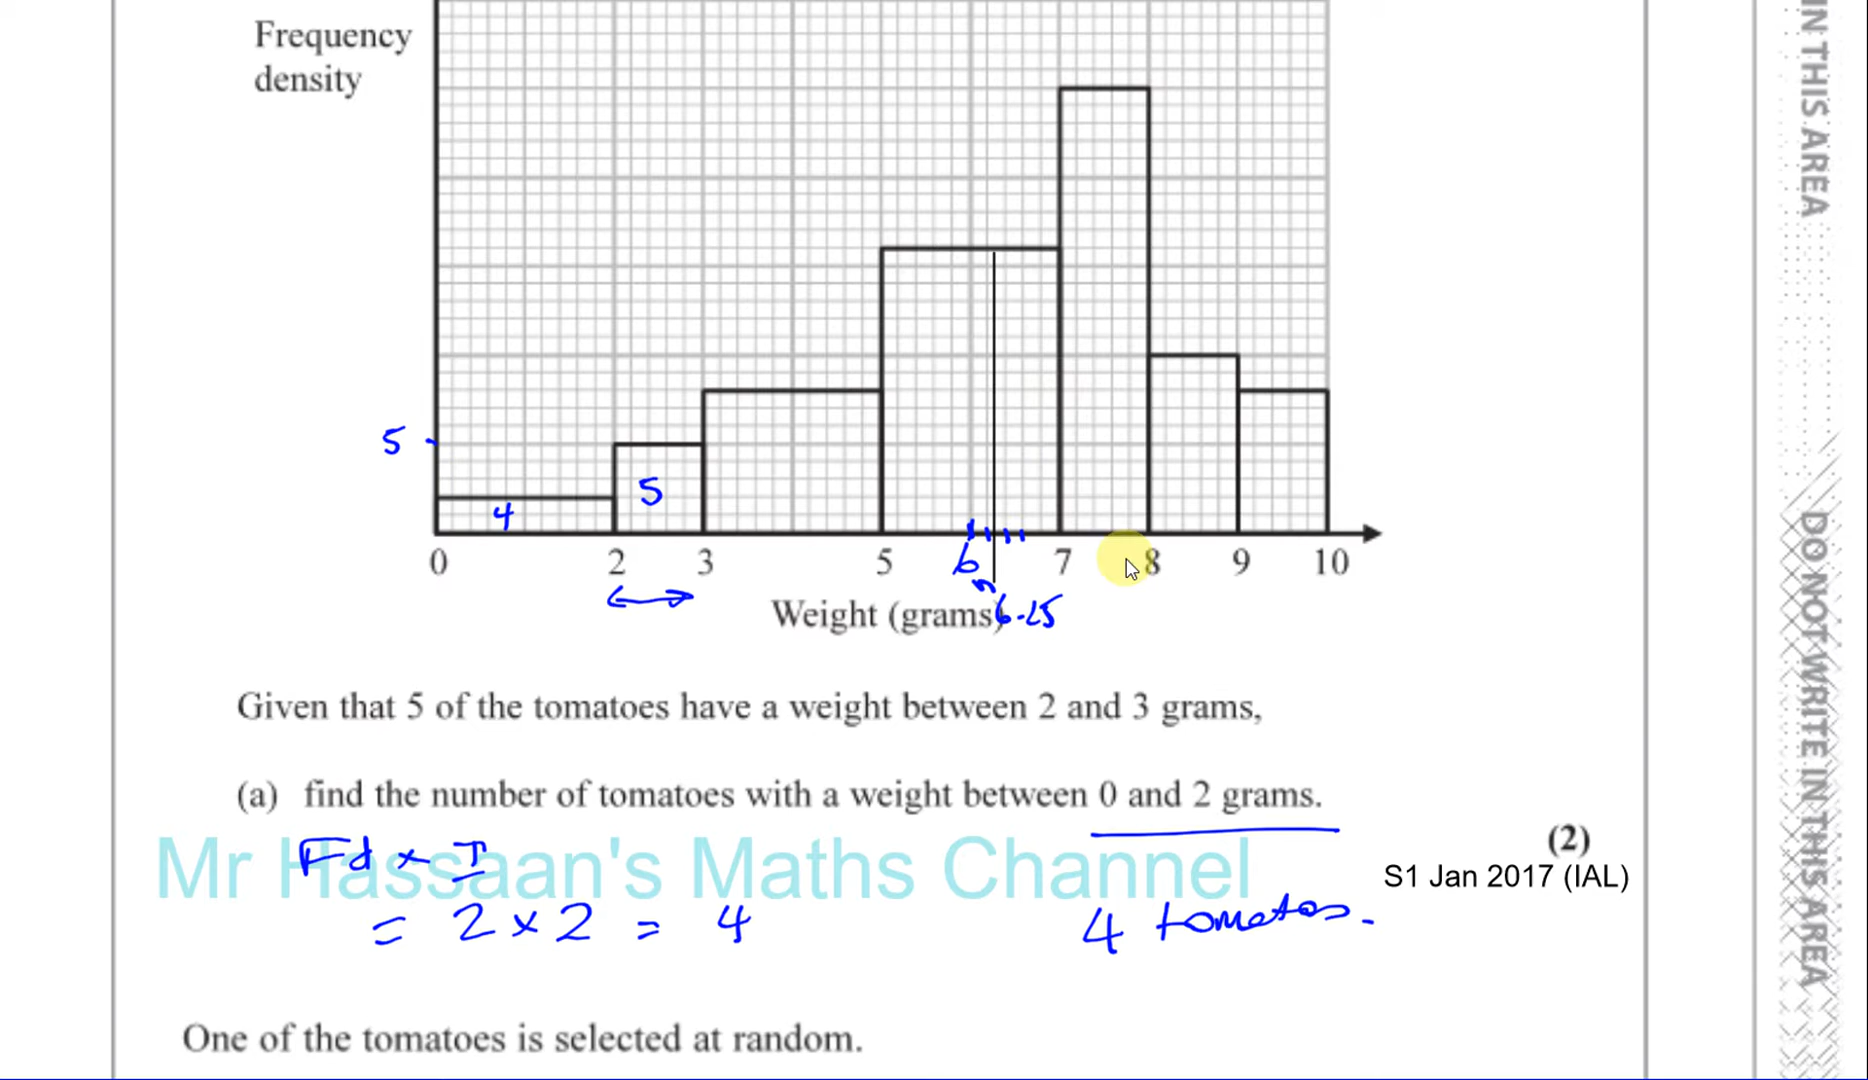 Frequency
density
5
5
4
0 2 3 5 6 7 8 9 10
Weight (grams)
6.25
Given that 5 of the tomatoes have a weight between 2 and 3 grams,
(a) find the number of tomatoes with a weight between 0 and 2 grams.
(2)
Mr Hassaan's Maths Channel
Fd × I
S1 Jan 2017 (IAL)
= 2 × 2 = 4
4 tomatoes.
One of the tomatoes is selected at random.
IN THIS AREA
DO NOT WRITE IN THIS AREA